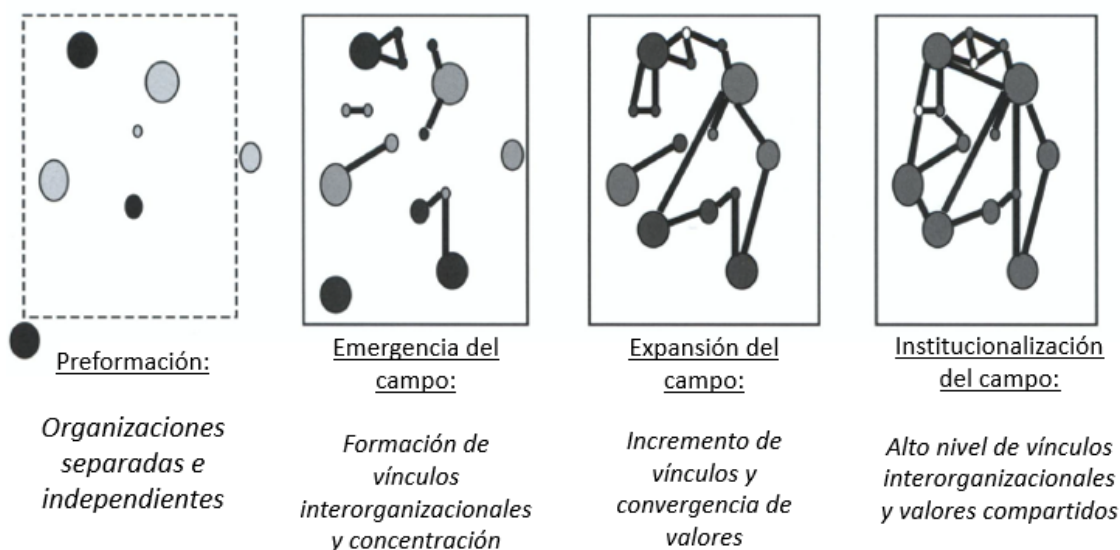 Preformación:
Organizaciones
separadas e
independientes
Emergencia del
campo:
Formación de
vínculos
interorganizacionales
y concentración
Expansión del
campo:
Incremento de
vínculos y
convergencia de
valores
Institucionalización
del campo:
Alto nivel de vínculos
interorganizacionales
y valores compartidos